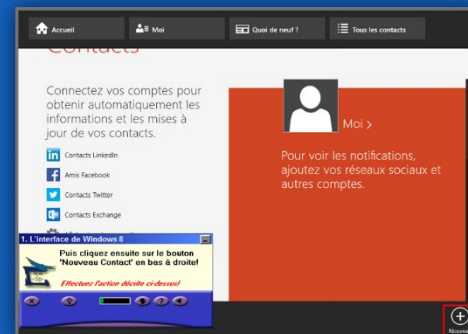 Accueil
Moi
Quoi de neuf ?
Tous les contacts
Contacts
Connectez vos comptes pour
obtenir automatiquement les
informations et les mises à
jour de vos contacts.
Contacts LinkedIn
Amis Facebook
Contacts Twitter
Contacts Exchange
Moi
Pour voir les notifications,
ajoutez vos réseaux sociaux et
autres comptes.
1. L'interface de Windows 8
Puis cliquez ensuite sur le bouton
'Nouveau Contact' en bas à droite!
Effectuez l'action décrite ci-dessus!